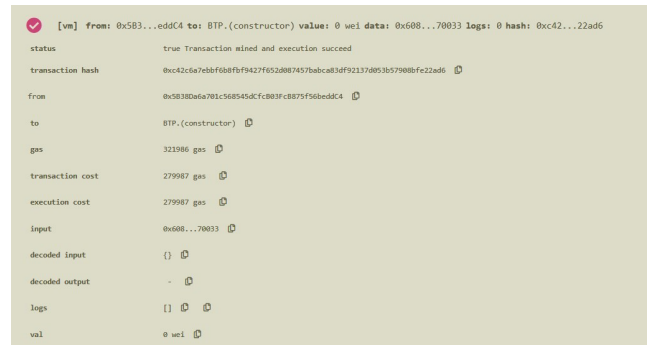 [vm] from: 0x5B3...eddC4 to: BTP.(constructor) value: 0 wei data: 0x608...70033 logs: 0 hash: 0xc42...22ad6
status true Transaction mined and execution succeed
transaction hash 0xc42c6a7ebbf6b8fbf9427f652d087457babca83df92137d053b57908bfe22ad6
from 0x5B38Da6a701c568545dCfcB03FcB875f56beddC4
to BTP.(constructor)
gas 321986 gas
transaction cost 279987 gas
execution cost 279987 gas
input 0x608...70033
decoded input {}
decoded output -
logs []
val 0 wei